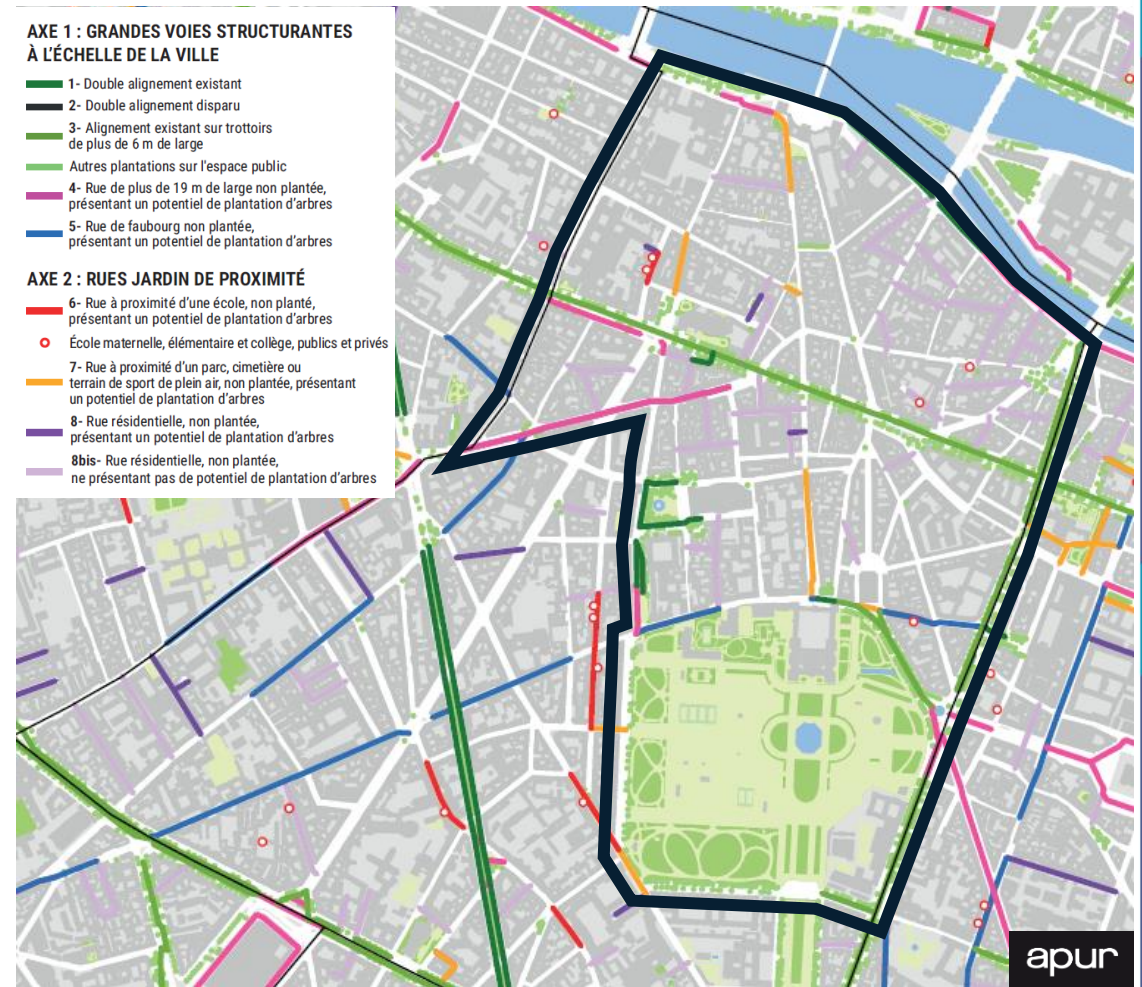 AXE 1 : GRANDES VOIES STRUCTURANTES
À L'ÉCHELLE DE LA VILLE
1- Double alignement existant
2- Double alignement disparu
3- Alignement existant sur trottoirs
de plus de 6 m de large
Autres plantations sur l'espace public
4- Rue de plus de 19 m de large non plantée,
présentant un potentiel de plantation d'arbres
5- Rue de faubourg non plantée,
présentant un potentiel de plantation d'arbres
AXE 2 : RUES JARDIN DE PROXIMITÉ
6- Rue à proximité d'une école, non planté,
présentant un potentiel de plantation d'arbres
École maternelle, élémentaire et collège, publics et privés
7- Rue à proximité d'un parc, cimetière ou
terrain de sport de plein air, non plantée, présentant
un potentiel de plantation d'arbres
8- Rue résidentielle, non plantée,
présentant un potentiel de plantation d'arbres
8bis- Rue résidentielle, non plantée,
ne présentant pas de potentiel de plantation d'arbres
apur